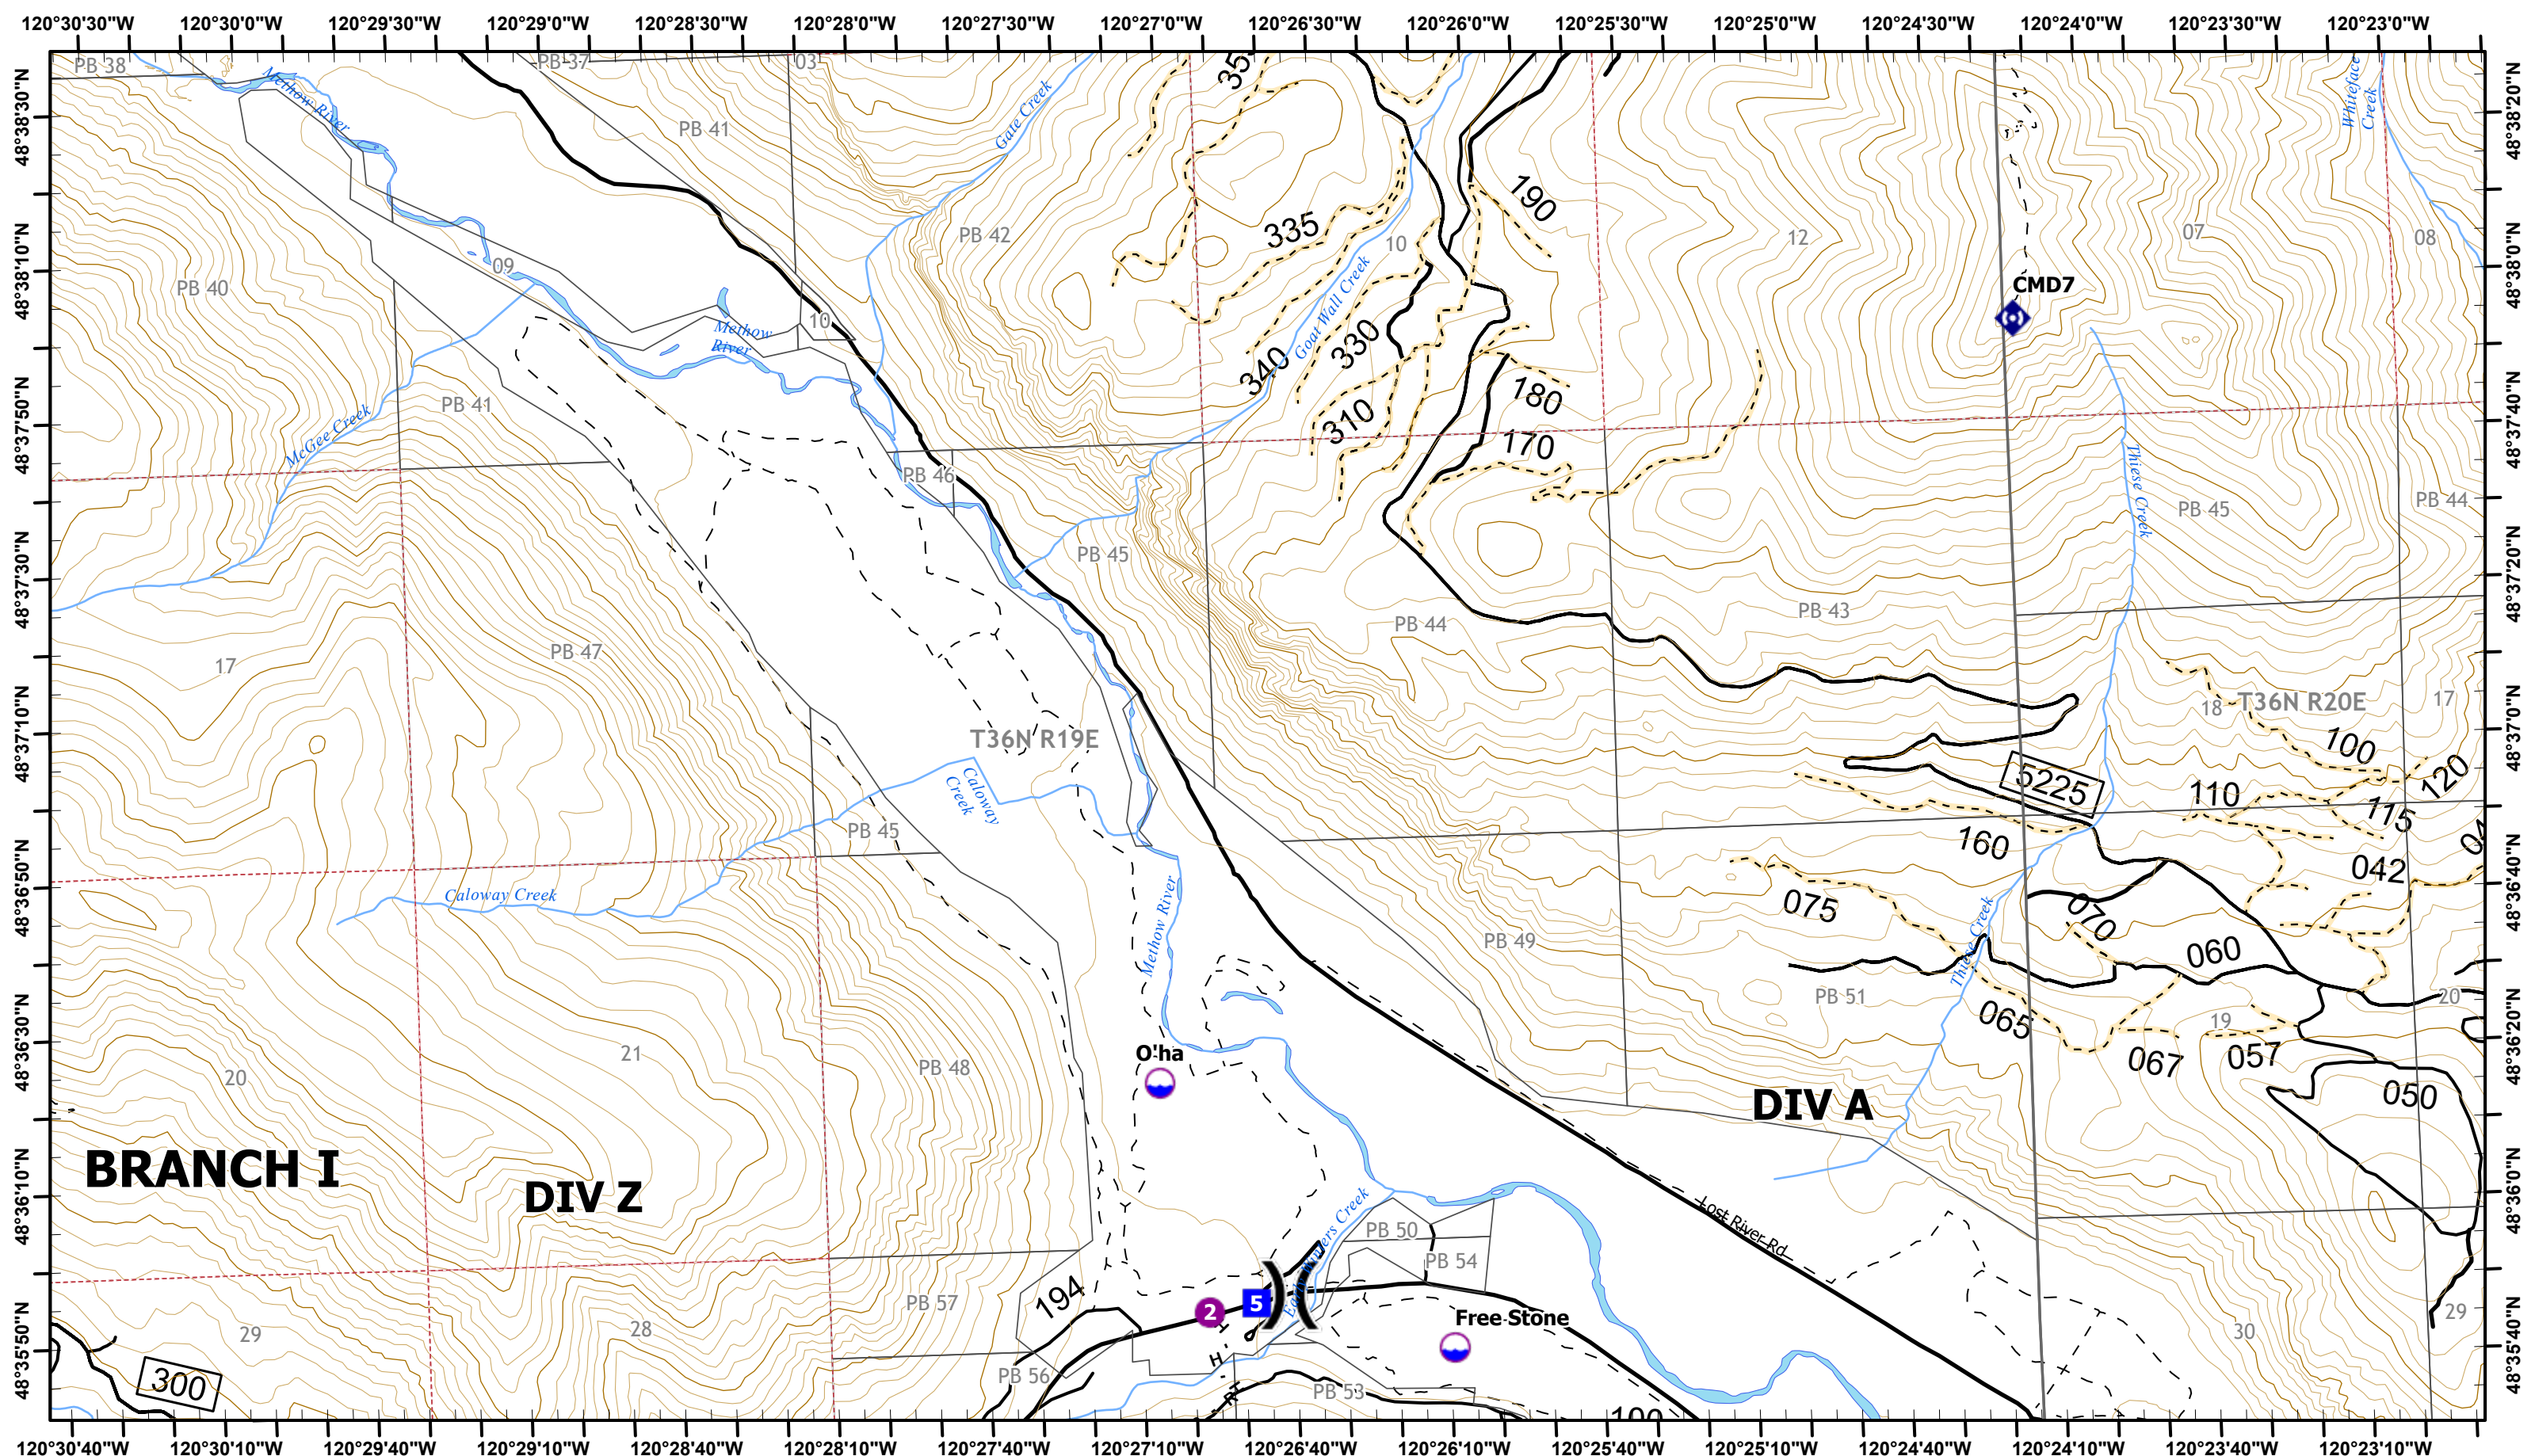 120°30'30"W 120°30'0"W 120°29'30"W 120°29'0"W 120°28'30"W 120°28'0"W 120°27'30"W 120°27'0"W 120°26'30"W 120°26'0"W 120°25'30"W 120°25'0"W 120°24'30"W 120°24'0"W 120°23'30"W 120°23'0"W
48°38'30"N
48°38'10"N
48°37'50"N
48°37'30"N
48°37'10"N
48°36'50"N
48°36'30"N
48°36'10"N
48°35'50"N
48°38'20"N
48°38'0"N
48°37'40"N
48°37'20"N
48°37'0"N
48°36'40"N
48°36'20"N
48°36'0"N
48°35'40"N
PB 38
PB 37
03
Methow River
PB 41
Gate Creek
Whiteface
Creek
190
335
PB 42
10
12
07
08
09
PB 40
Goat Wall Creek
CMD7
10
Methow
River
330
340
180
310
170
PB 41
McGee Creek
PB 46
Thiese Creek
PB 45
PB 44
PB 45
PB 43
PB 44
PB 47
17
T36N R19E
T36N R20E
18
17
100
120
5225
110
115
Caloway
Creek
PB 45
160
042
04
Caloway Creek
075
070
060
Methow River
PB 49
Thiese Creek
PB 51
20
065
19
067
057
O'ha
21
PB 48
20
050
DIV A
BRANCH I
DIV Z
Early Winters Creek
Lost River Rd
PB 50
PB 54
194
PB 57
2
5
Free Stone
29
28
29
30
H
300
PB 56
RT
PB 53
100
120°30'40"W 120°30'10"W 120°29'40"W 120°29'10"W 120°28'40"W 120°28'10"W 120°27'40"W 120°27'10"W 120°26'40"W 120°26'10"W 120°25'40"W 120°25'10"W 120°24'40"W 120°24'10"W 120°23'40"W 120°23'10"W